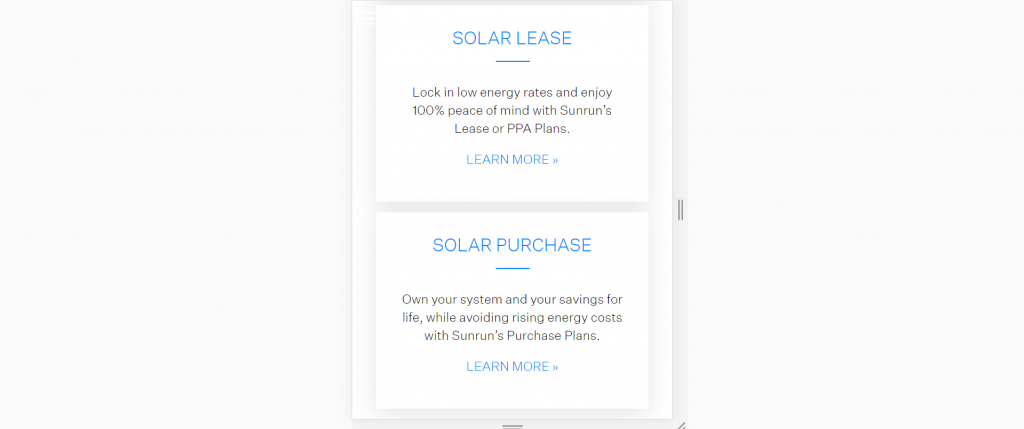 SOLAR LEASE
Lock in low energy rates and enjoy
100% peace of mind with Sunrun's
Lease or PPA Plans.
LEARN MORE »
SOLAR PURCHASE
Own your system and your savings for
life, while avoiding rising energy costs
with Sunrun's Purchase Plans.
LEARN MORE »